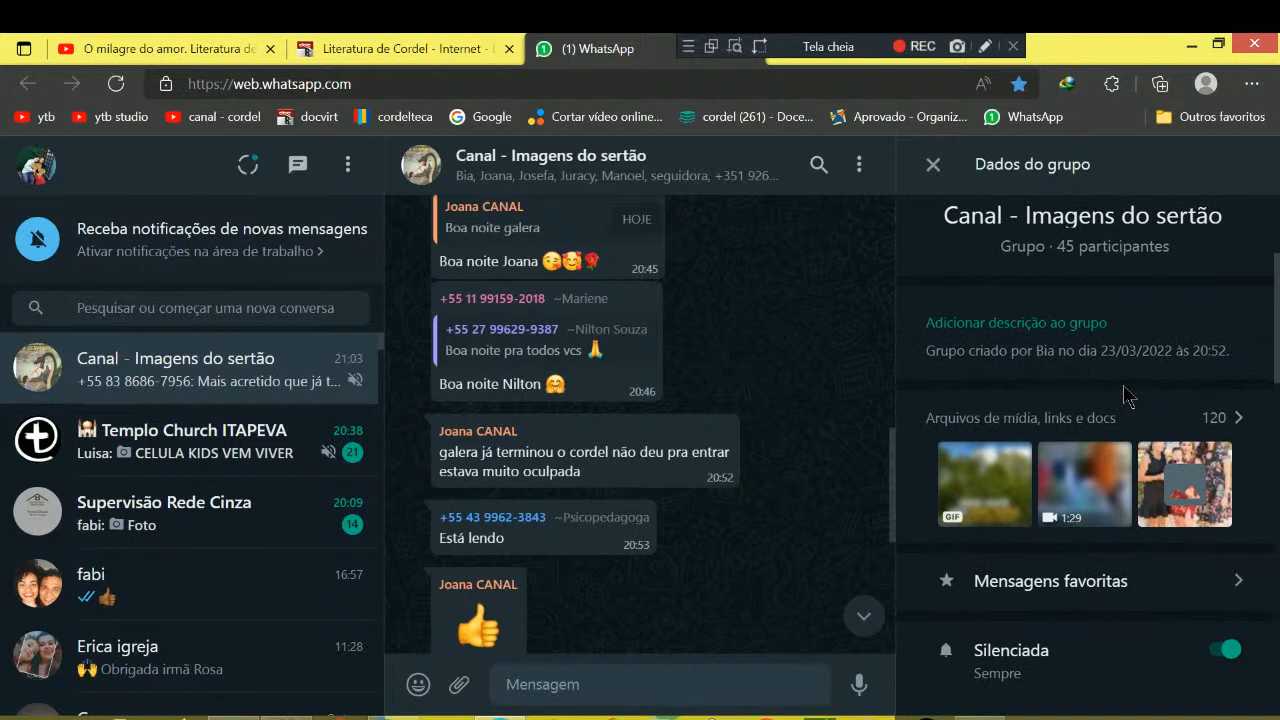 O milagre do amor. Literatura de
Literatura de Cordel - Internet -
(1) WhatsApp
Tela cheia
REC
https://web.whatsapp.com
ytb
ytb studio
canal - cordel
docvirt
cordelteca
Google
Cortar vídeo online...
cordel (261) - Doce...
Aprovado - Organiz...
WhatsApp
Outros favoritos
Receba notificações de novas mensagens
Ativar notificações na área de trabalho >
Pesquisar ou começar uma nova conversa
Canal - Imagens do sertão 21:03
+55 83 8686-7956: Mais acretido que já t...
Templo Church ITAPEVA 20:38
Luisa: CELULA KIDS VEM VIVER 21
Supervisão Rede Cinza 20:09
fabi: Foto 14
fabi 16:57
Erica igreja 11:28
🙌 Obrigada irmã Rosa
Canal - Imagens do sertão
Bia, Joana, Josefa, Juracy, Manoel, seguidora, +351 926...
Joana CANAL
HOJE
Boa noite galera
Boa noite Joana 😘🥰🌹 20:45
+55 11 99159-2018 ~Mariene
+55 27 99629-9387 ~Nilton Souza
Boa noite pra todos vcs 🙏
Boa noite Nilton 🤗 20:46
Joana CANAL
galera já terminou o cordel não deu pra entrar
estava muito oculpada 20:52
+55 43 9962-3843 ~Psicopedagoga
Está lendo 20:53
Joana CANAL
Mensagem
Dados do grupo
Canal - Imagens do sertão
Grupo · 45 participantes
Adicionar descrição ao grupo
Grupo criado por Bia no dia 23/03/2022 às 20:52.
Arquivos de mídia, links e docs 120
GIF
1:29
Mensagens favoritas
Silenciada
Sempre